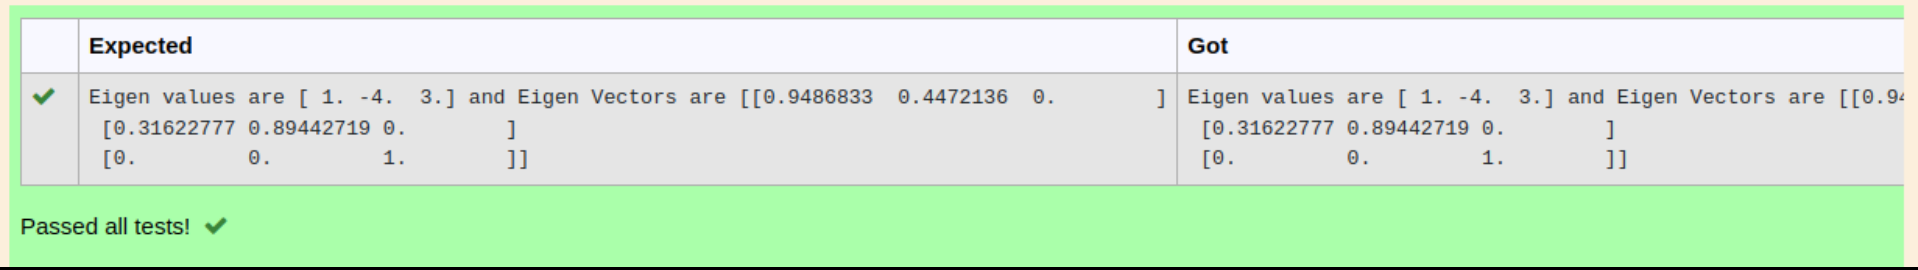 Expected Got
Eigen values are [ 1. -4.  3.] and Eigen Vectors are [[0.9486833  0.4472136  0.        ] Eigen values are [ 1. -4.  3.] and Eigen Vectors are [[0.94
[0.31622777 0.89442719 0.        ] [0.31622777 0.89442719 0.        ]
[0.         0.         1.        ]] [0.         0.         1.        ]]
Passed all tests!